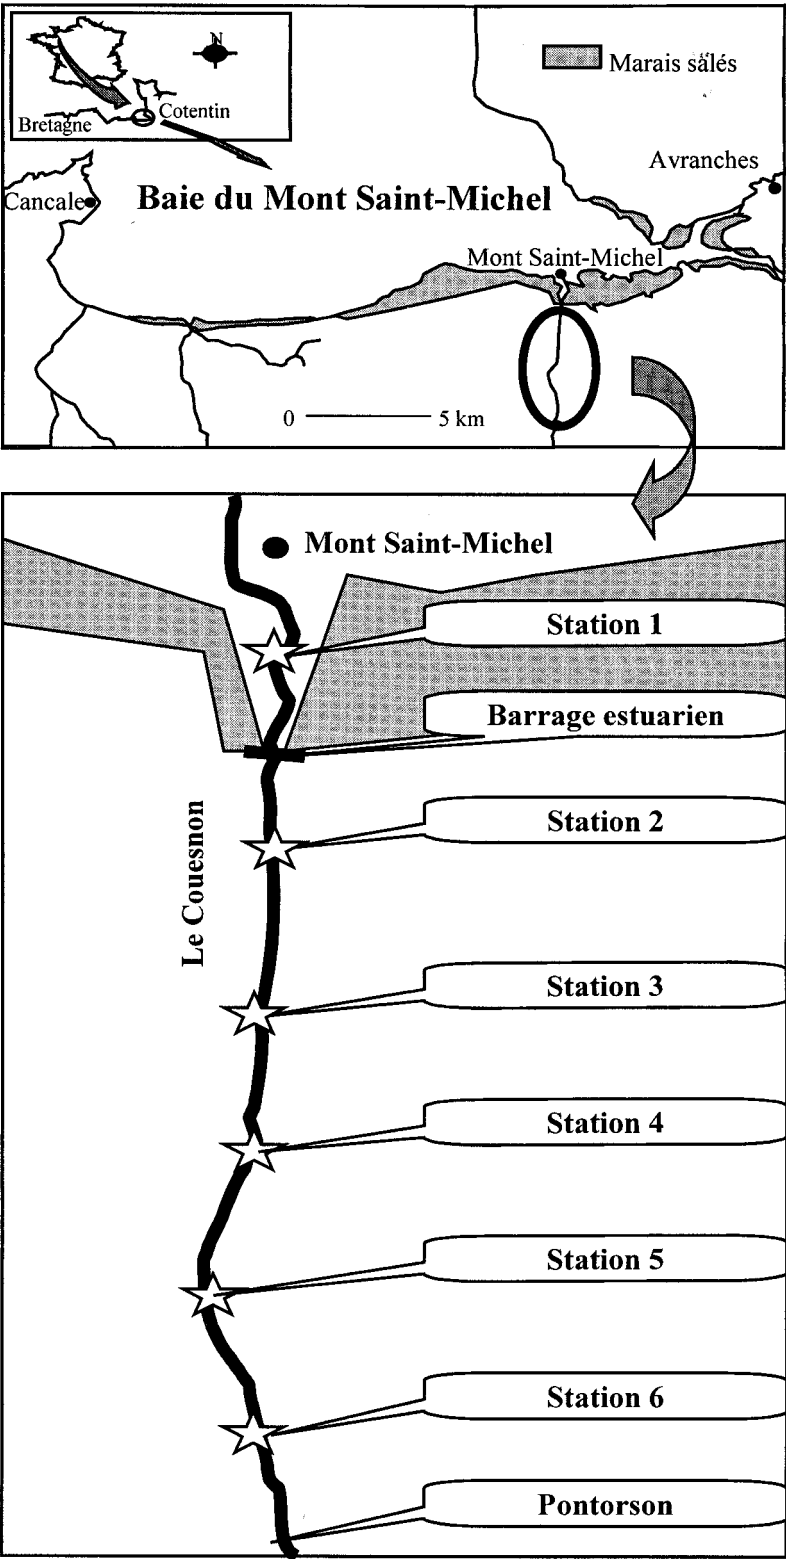 N
Cotentin
Bretagne
Marais salés
Avranches
Cancale
Baie du Mont Saint-Michel
Mont Saint-Michel
0
5 km
Mont Saint-Michel
Station 1
Barrage estuarien
Le Couesnon
Station 2
Station 3
Station 4
Station 5
Station 6
Pontorson